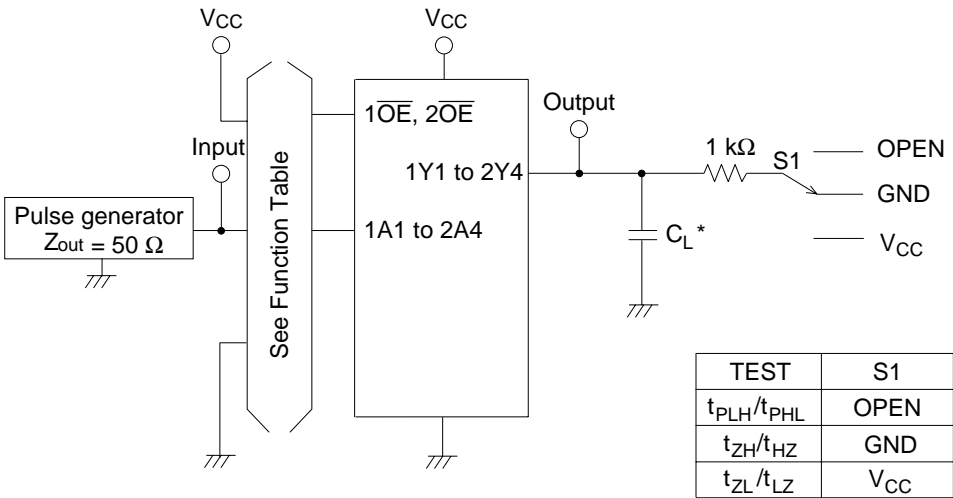 VCC
VCC
1OE, 2OE
Output
Input
1 kΩ
S1
OPEN
GND
VCC
1Y1 to 2Y4
Pulse generator
Zout = 50 Ω
1A1 to 2A4
CL*
See Function Table
TEST S1
tPLH/tPHL OPEN
tZH/tHZ GND
tZL/tLZ VCC